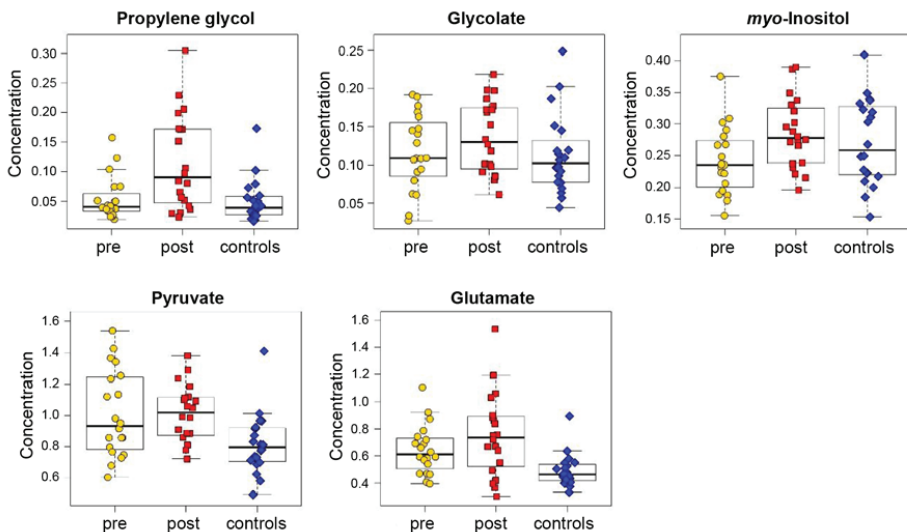 Propylene glycol
Concentration
0.30
0.25
0.20
0.15
0.10
0.05
pre post controls
Glycolate
Concentration
0.25
0.20
0.15
0.10
0.05
pre post controls
myo-Inositol
Concentration
0.40
0.35
0.30
0.25
0.20
0.15
pre post controls
Pyruvate
Concentration
1.6
1.4
1.2
1.0
0.8
0.6
pre post controls
Glutamate
Concentration
1.6
1.4
1.2
1.0
0.8
0.6
0.4
pre post controls